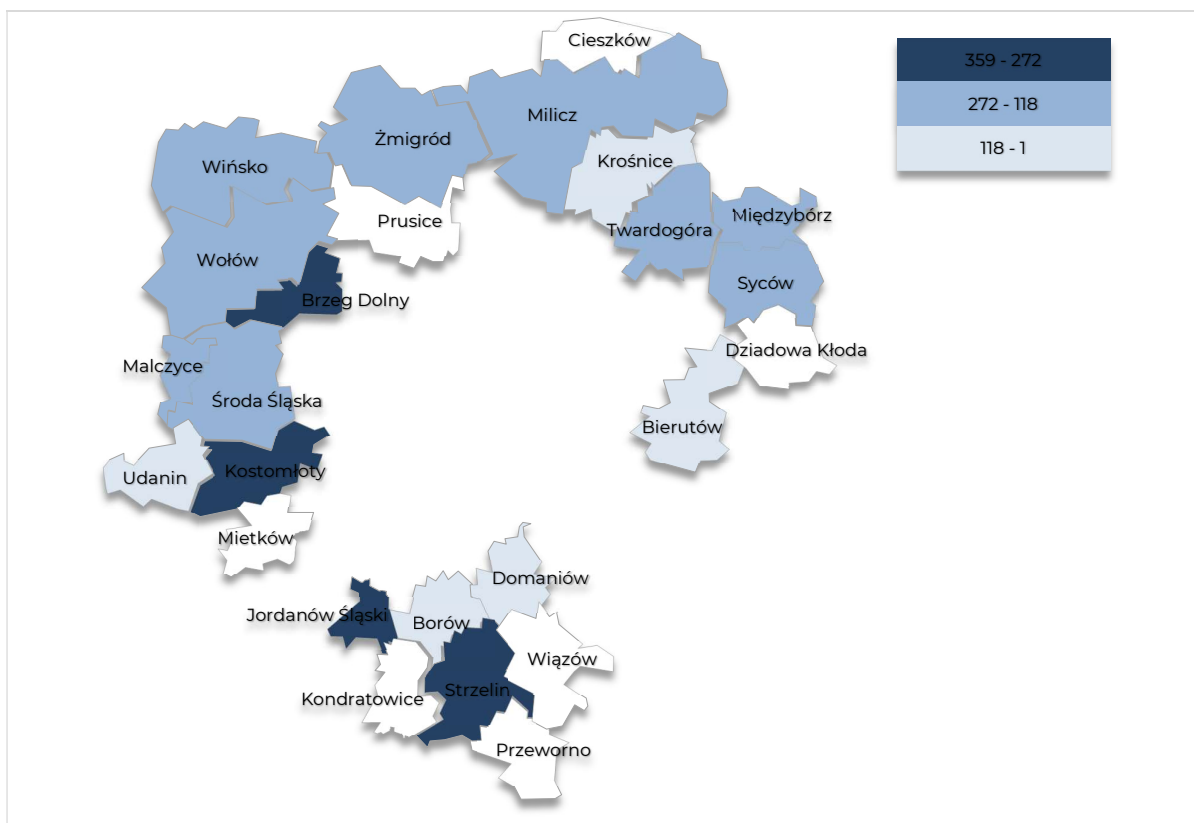 Cieszków
359 - 272
272 - 118
118 - 1
Milicz
Żmigród
Krośnice
Wińsko
Prusice
Twardogóra
Międzybórz
Wołów
Syców
Brzeg Dolny
Dziadowa Kłoda
Malczyce
Środa Śląska
Bierutów
Udanin
Kostomłoty
Mietków
Domaniów
Jordanów Śląski
Borów
Wiązów
Kondratowice
Strzelin
Przeworno